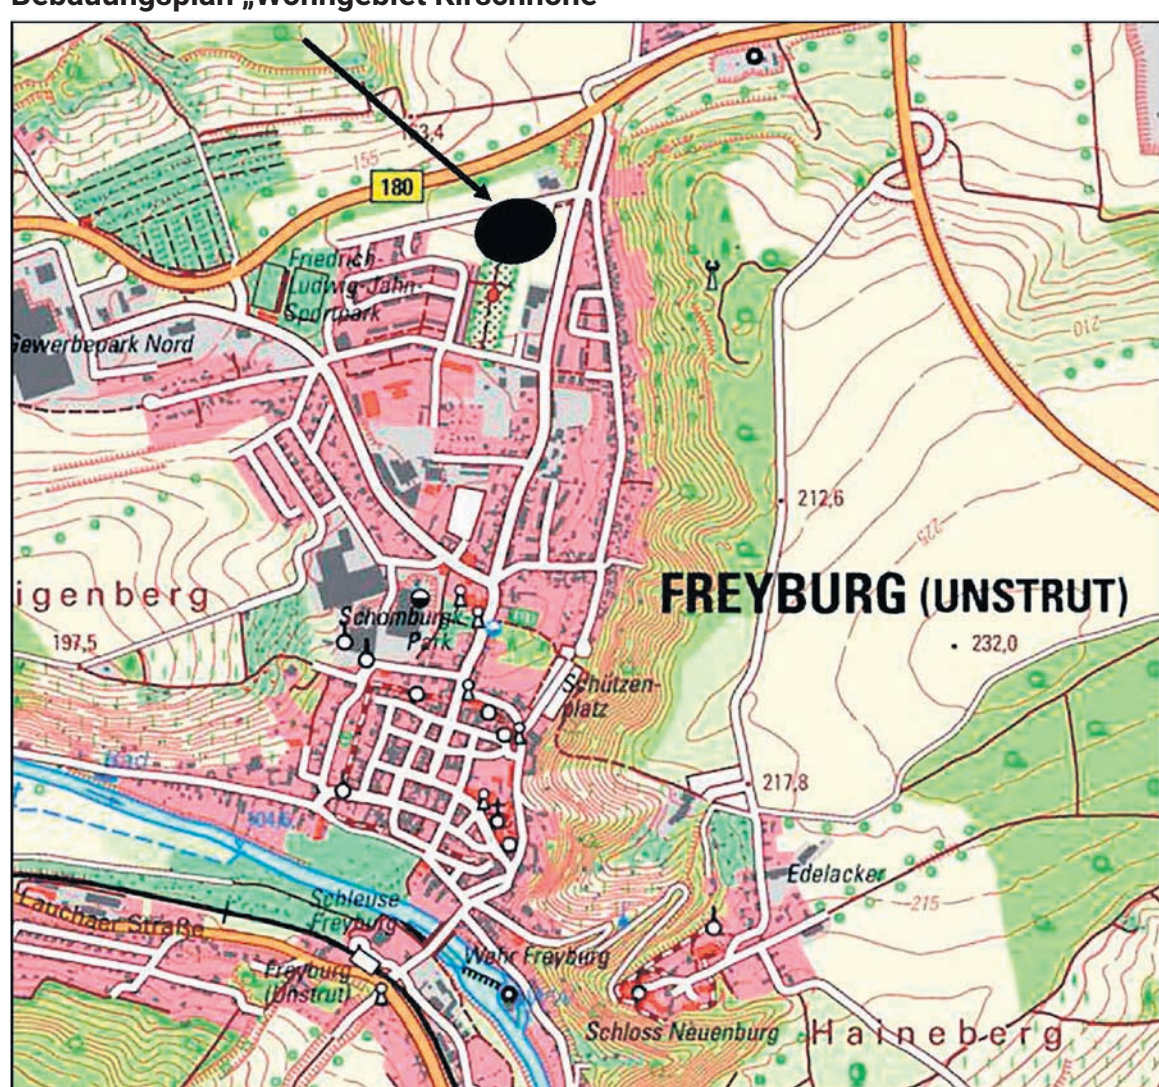 Bebauungsplan „Wohngebiet Kirschhöhe
155
180
Friedrich-
Ludwig-Jahn-
Sportpark
Gewerbepark Nord
210
212,6
225
FREYBURG (UNSTRUT)
igenberg
197,5
232,0
Schomburgk-
Park
Schützen-
platz
Bad
217,8
Edelacker
215
Schleuse
Freyburg
Lauchaer Straße
Wehr Freyburg
Freyburg
(Unstrut)
Schloss Neuenburg
Haineberg